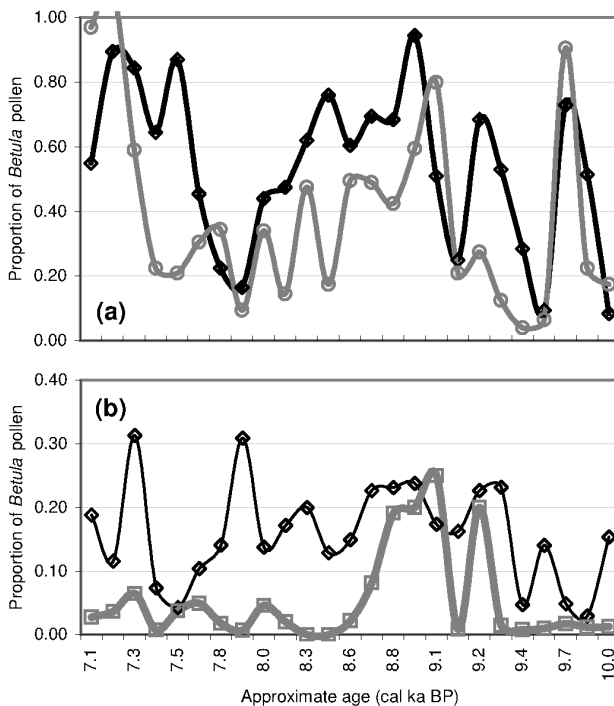 1.00
0.80
0.60
0.40
0.20
0.00
Proportion of Betula pollen
(a)
0.40
0.30
0.20
0.10
0.00
Proportion of Betula pollen
(b)
7.1 7.3 7.5 7.8 8.0 8.3 8.6 8.8 9.1 9.2 9.4 9.7 10.0
Approximate age (cal ka BP)